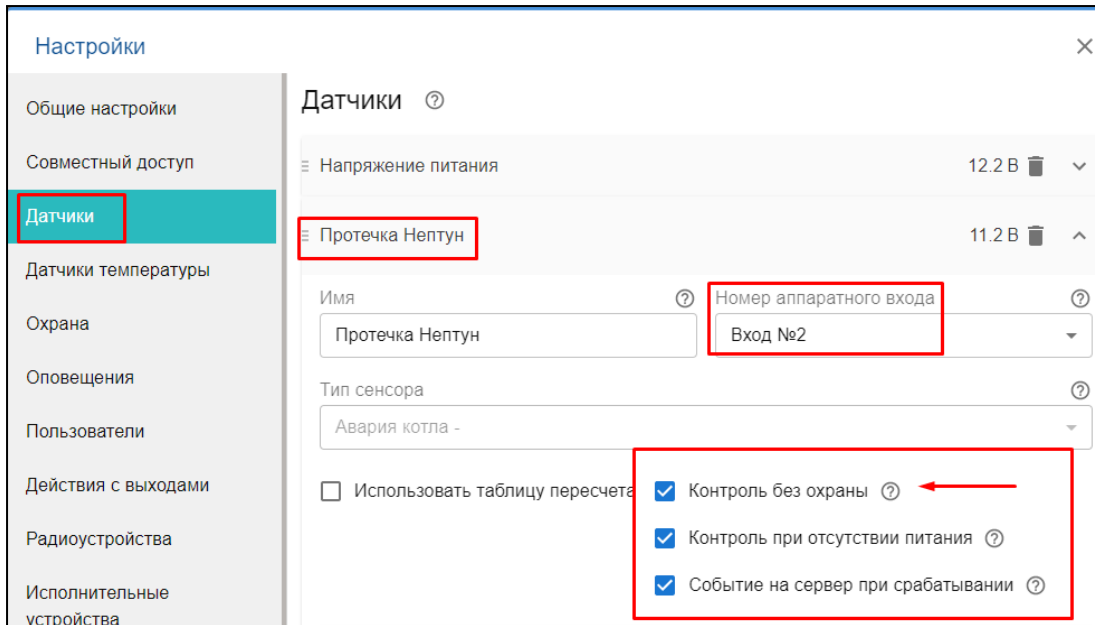 Настройки
Общие настройки
Совместный доступ
Датчики
Датчики температуры
Охрана
Оповещения
Пользователи
Действия с выходами
Радиоустройства
Исполнительные
устройства
Датчики
Напряжение питания 12.2 В
Протечка Нептун 11.2 В
Имя Номер аппаратного входа
Протечка Нептун Вход №2
Тип сенсора
Авария котла -
Использовать таблицу пересчета Контроль без охраны
Контроль при отсутствии питания
Событие на сервер при срабатывании